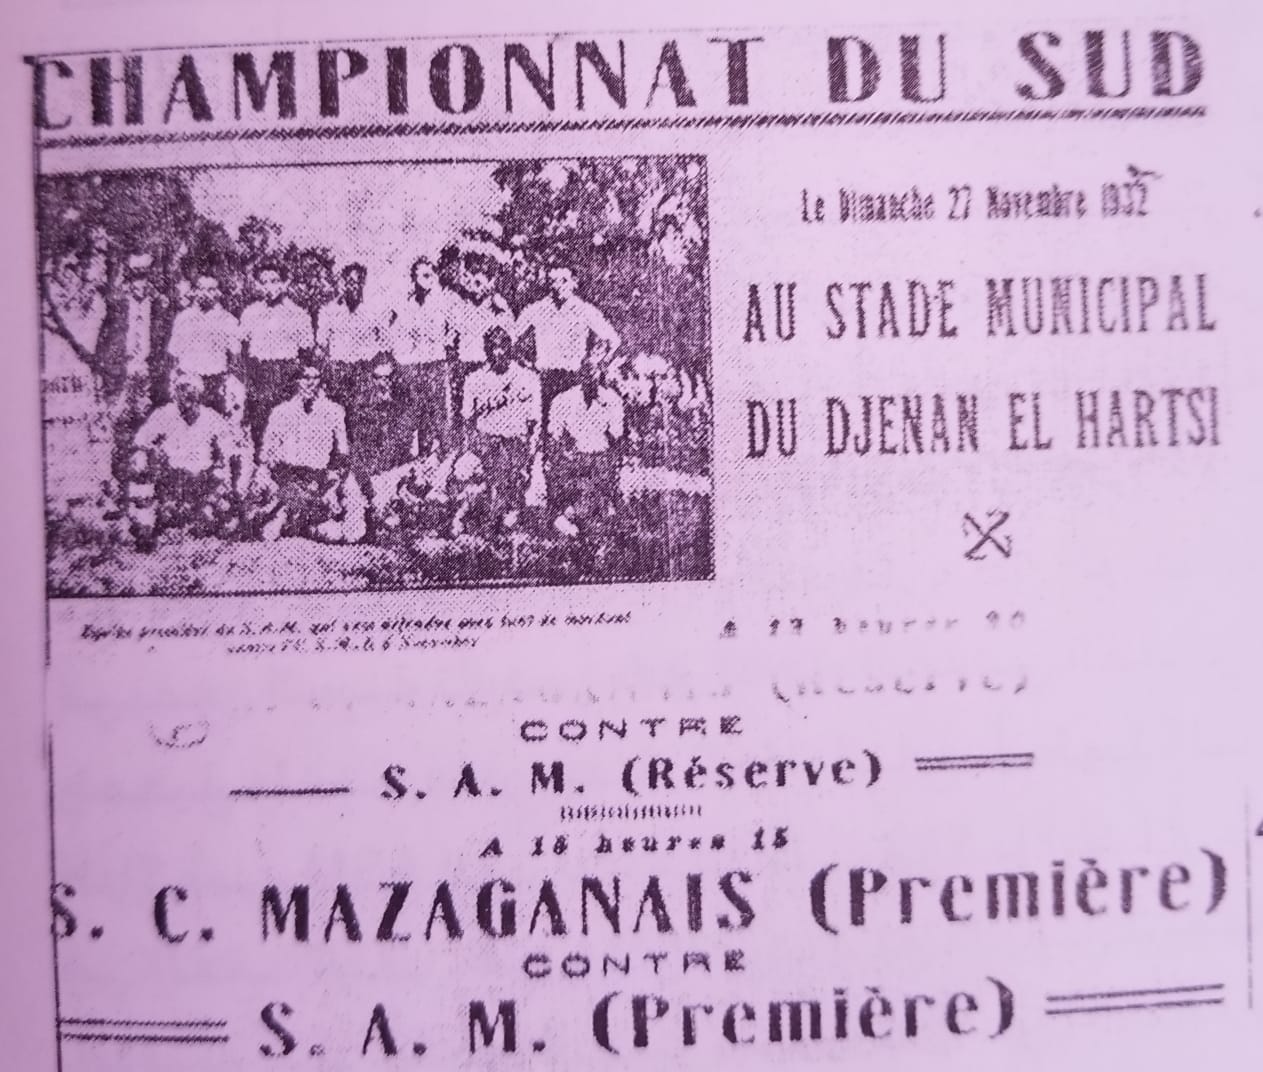 CHAMPIONNAT DU SUD
Le Dimanche 27 Novembre 1932
AU STADE MUNICIPAL
DU DJENAN EL HARTSI
(Réserve)
CONTRE
S. A. M. (Réserve)
A 15 heures 15
S. C. MAZAGANAIS (Première)
CONTRE
S. A. M. (Première)